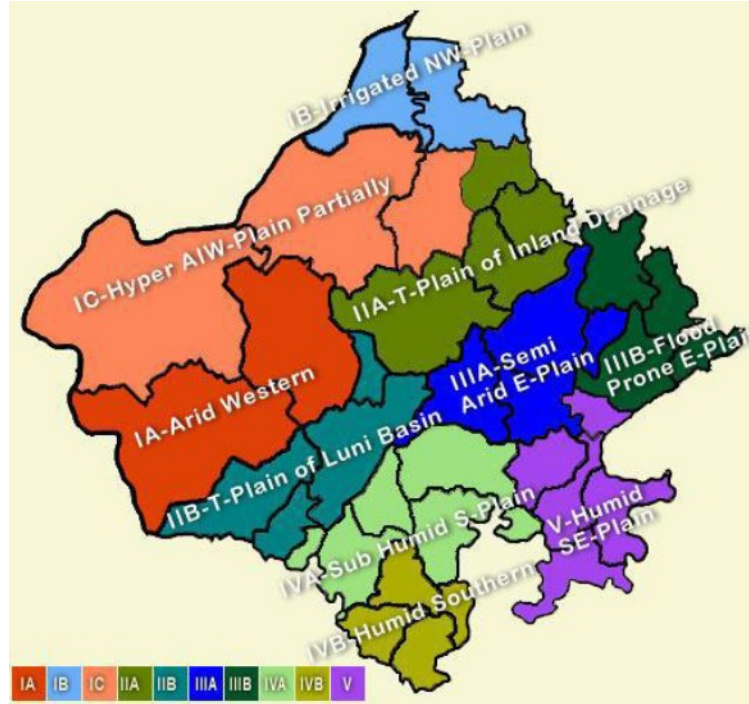 IB-Irrigated NW-Plain
IC-Hyper AIW-Plain Partially
IIA-T-Plain of Inland Drainage
IIIA-Semi
Arid E-Plain
IIIB-Flood
Prone E-Plain
IA-Arid Western
IIB-T-Plain of Luni Basin
IVA-Sub Humid S-Plain
V-Humid
SE-Plain
IVB-Humid Southern
IA IB IC IIA IIB IIIA IIIB IVA IVB V